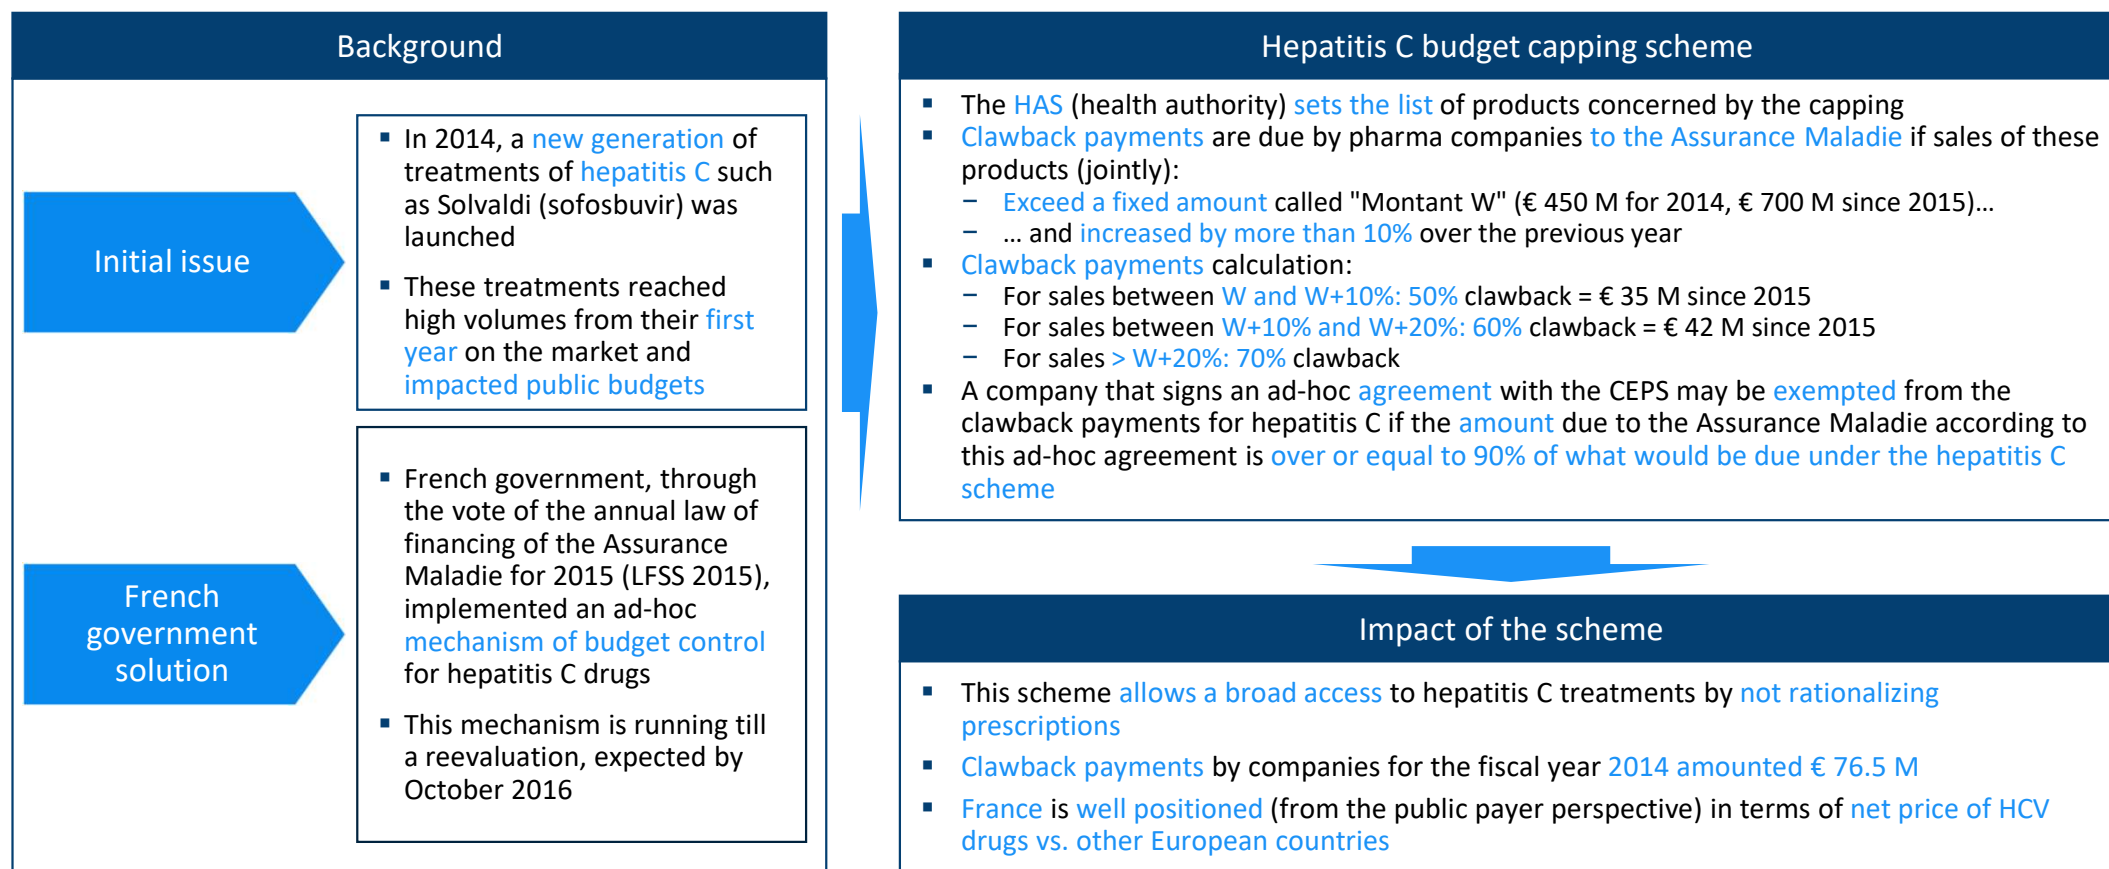 Background
Initial issue
▪ In 2014, a new generation of
treatments of hepatitis C such
as Solvaldi (sofosbuvir) was
launched
▪ These treatments reached
high volumes from their first
year on the market and
impacted public budgets
French
government
solution
▪ French government, through
the vote of the annual law of
financing of the Assurance
Maladie for 2015 (LFSS 2015),
implemented an ad-hoc
mechanism of budget control
for hepatitis C drugs
▪ This mechanism is running till
a reevaluation, expected by
October 2016
Hepatitis C budget capping scheme
▪ The HAS (health authority) sets the list of products concerned by the capping
▪ Clawback payments are due by pharma companies to the Assurance Maladie if sales of these
products (jointly):
− Exceed a fixed amount called "Montant W" (€ 450 M for 2014, € 700 M since 2015)…
− … and increased by more than 10% over the previous year
▪ Clawback payments calculation:
− For sales between W and W+10%: 50% clawback = € 35 M since 2015
− For sales between W+10% and W+20%: 60% clawback = € 42 M since 2015
− For sales > W+20%: 70% clawback
▪ A company that signs an ad-hoc agreement with the CEPS may be exempted from the
clawback payments for hepatitis C if the amount due to the Assurance Maladie according to
this ad-hoc agreement is over or equal to 90% of what would be due under the hepatitis C
scheme
Impact of the scheme
▪ This scheme allows a broad access to hepatitis C treatments by not rationalizing
prescriptions
▪ Clawback payments by companies for the fiscal year 2014 amounted € 76.5 M
▪ France is well positioned (from the public payer perspective) in terms of net price of HCV
drugs vs. other European countries